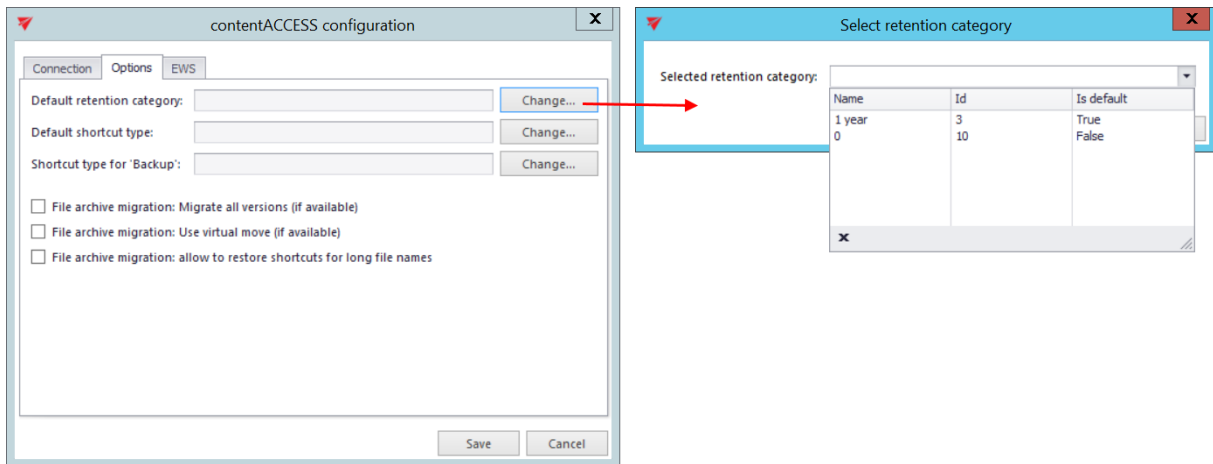 contentACCESS configuration
X
Connection Options EWS
Default retention category: Change...
Default shortcut type: Change...
Shortcut type for 'Backup': Change...
File archive migration: Migrate all versions (if available)
File archive migration: Use virtual move (if available)
File archive migration: allow to restore shortcuts for long file names
Save Cancel
Select retention category
X
Selected retention category:
Name Id Is default
1 year 3 True
0 10 False
x